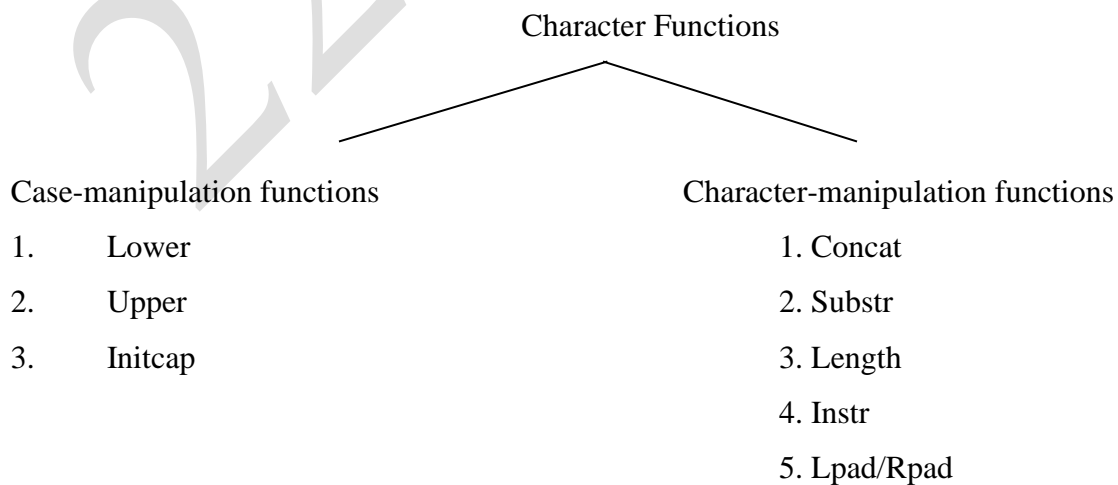 Character Functions
Case-manipulation functions
1. Lower
2. Upper
3. Initcap
Character-manipulation functions
1. Concat
2. Substr
3. Length
4. Instr
5. Lpad/Rpad